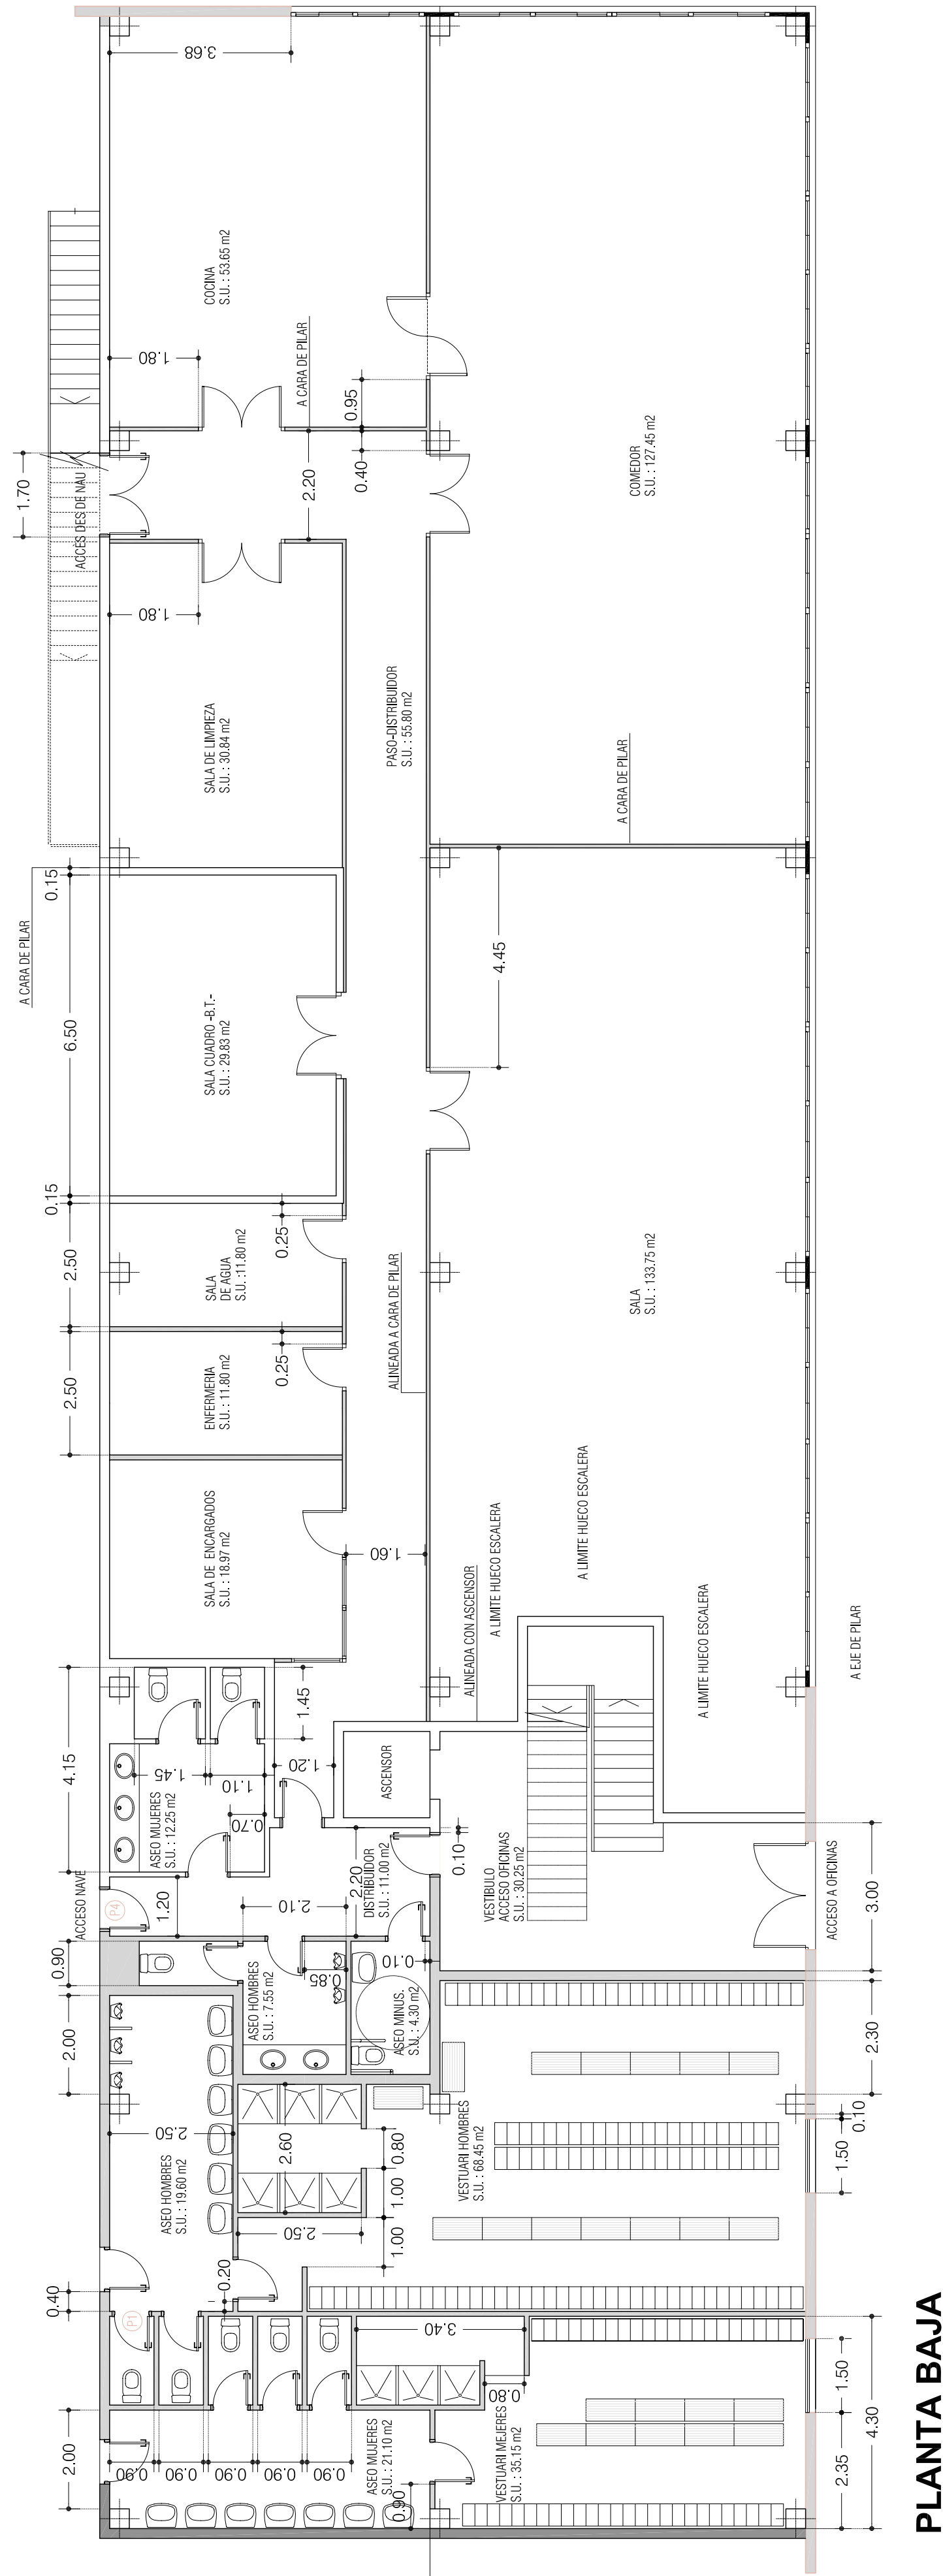 3.68
COCINA
S.U. : 53.65 m2
1.80
A CARA DE PILAR
0.95
0.40
2.20
1.70
ACCÈS DES DE NAU
COMEDOR
S.U. : 127.45 m2
1.80
SALA DE LIMPIEZA
S.U. : 30.84 m2
PASO-DISTRIBUIDOR
S.U. : 55.80 m2
A CARA DE PILAR
A CARA DE PILAR
0.15
6.50
0.15
4.45
SALA CUADRO -B.T.-
S.U. : 29.83 m2
2.50
SALA
DE AGUA
S.U. :11.80 m2
0.25
ALINEADA A CARA DE PILAR
SALA
S.U. : 133.75 m2
2.50
ENFERMERIA
S.U. : 11.80 m2
0.25
SALA DE ENCARGADOS
S.U. : 18.97 m2
1.60
ALINEADA CON ASCENSOR
A LIMITE HUECO ESCALERA
A LIMITE HUECO ESCALERA
A LIMITE HUECO ESCALERA
A EJE DE PILAR
4.15
1.45
1.45
1.10
1.20
0.70
ASEO MUJERES
S.U. : 12.25 m2
ASCENSOR
ACCESO NAVE
P4
1.20
2.10
2.20
DISTRIBUIDOR
S.U. : 11.00 m2
0.10
VESTIBULO
ACCESO OFICINAS
S.U. : 30.25 m2
ACCESO A OFICINAS
3.00
0.90
0.85
0.10
ASEO HOMBRES
S.U. : 7.55 m2
ASEO MINUS.
S.U. : 4.30 m2
2.00
2.30
2.50
2.60
ASEO HOMBRES
S.U. : 19.60 m2
0.80
1.00
1.00
2.50
0.10
1.50
VESTUARI HOMBRES
S.U. : 68.45 m2
0.20
0.40
P1
3.40
0.80
1.50
4.30
2.35
2.00
0.90
0.90
0.90
0.90
0.90
0.90
ASEO MUJERES
S.U. : 21.10 m2
VESTUARI MEJERES
S.U. : 35.15 m2
PLANTA BAJA